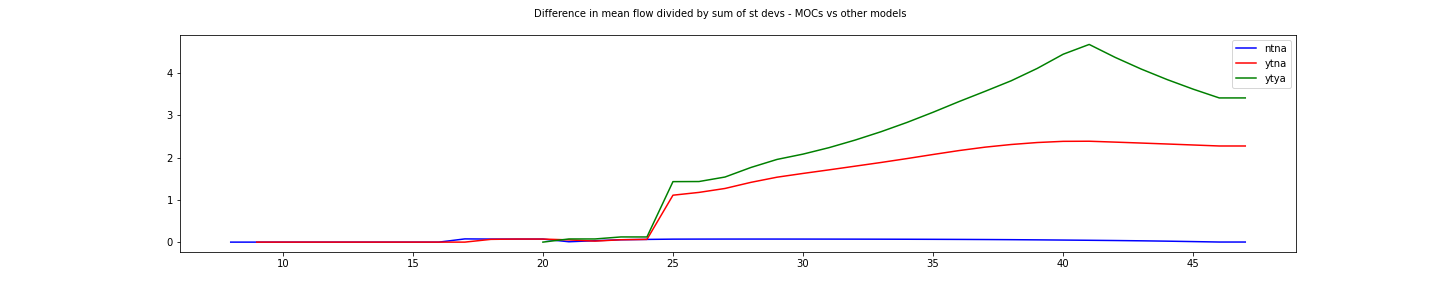 Difference in mean flow divided by sum of st devs - MOCs vs other models
ntna
ytna
ytya
4
3
2
1
0
10 15 20 25 30 35 40 45